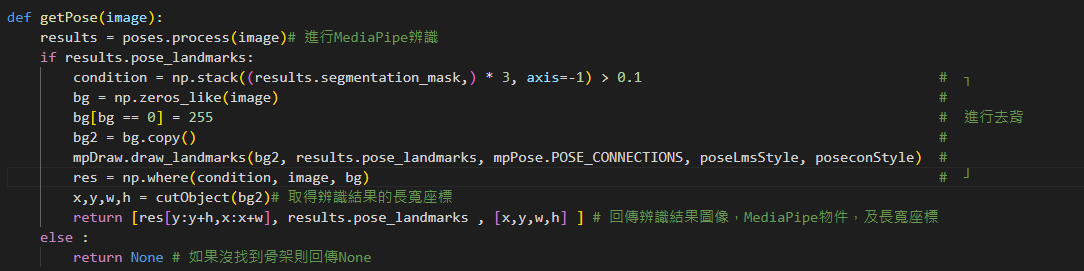 def getPose(image):
    results = poses.process(image)# 進行MediaPipe辨識
    if results.pose_landmarks:
        condition = np.stack((results.segmentation_mask,) * 3, axis=-1) > 0.1                                    # ┐
        bg = np.zeros_like(image)                                                                                #
        bg[bg == 0] = 255                                                                                        # 進行去背
        bg2 = bg.copy()                                                                                          #
        mpDraw.draw_landmarks(bg2, results.pose_landmarks, mpPose.POSE_CONNECTIONS, poseLmsStyle, poseconStyle)  #
        res = np.where(condition, image, bg)                                                                     # ┘
        x,y,w,h = cutObject(bg2)# 取得辨識結果的長寬座標
        return [res[y:y+h,x:x+w], results.pose_landmarks , [x,y,w,h] ] # 回傳辨識結果圖像，MediaPipe物件，及長寬座標
    else :
        return None # 如果沒找到骨架則回傳None